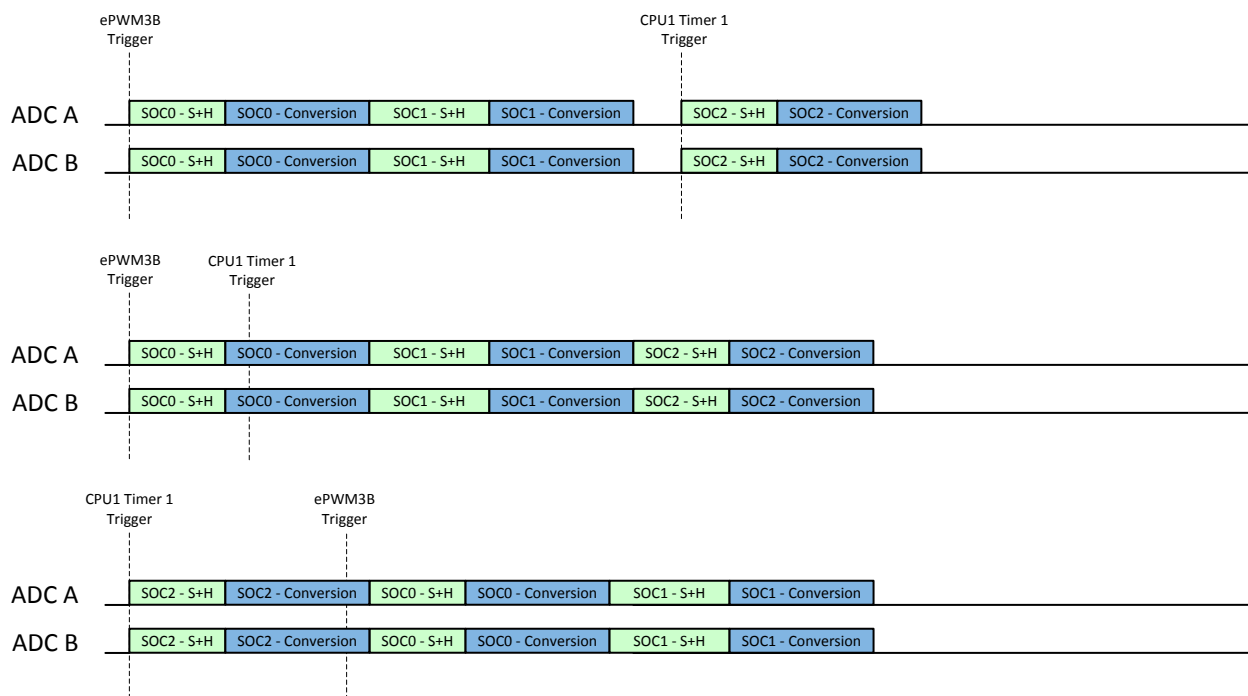 ePWM3B
Trigger
CPU1 Timer 1
Trigger
ADC A
SOC0 - S+H
SOC0 - Conversion
SOC1 - S+H
SOC1 - Conversion
SOC2 - S+H
SOC2 - Conversion
ADC B
SOC0 - S+H
SOC0 - Conversion
SOC1 - S+H
SOC1 - Conversion
SOC2 - S+H
SOC2 - Conversion
ePWM3B
Trigger
CPU1 Timer 1
Trigger
ADC A
SOC0 - S+H
SOC0 - Conversion
SOC1 - S+H
SOC1 - Conversion
SOC2 - S+H
SOC2 - Conversion
ADC B
SOC0 - S+H
SOC0 - Conversion
SOC1 - S+H
SOC1 - Conversion
SOC2 - S+H
SOC2 - Conversion
CPU1 Timer 1
Trigger
ePWM3B
Trigger
ADC A
SOC2 - S+H
SOC2 - Conversion
SOC0 - S+H
SOC0 - Conversion
SOC1 - S+H
SOC1 - Conversion
ADC B
SOC2 - S+H
SOC2 - Conversion
SOC0 - S+H
SOC0 - Conversion
SOC1 - S+H
SOC1 - Conversion